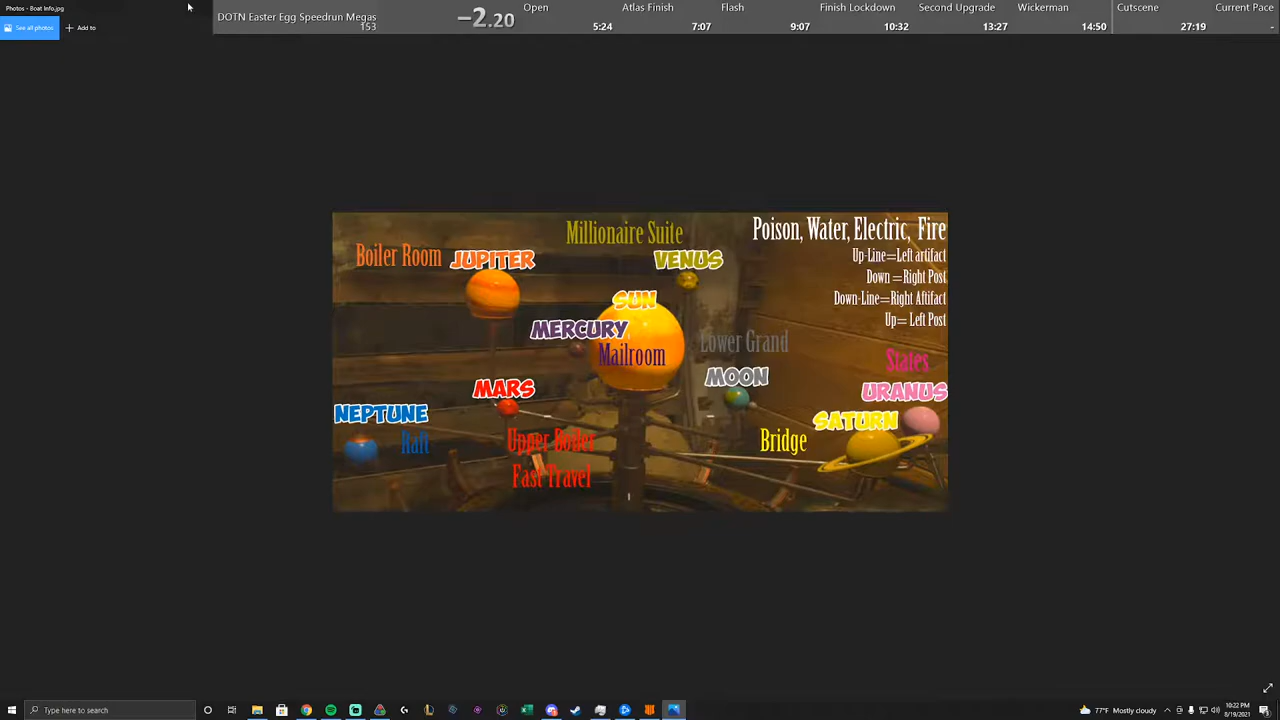 Photos - Boat Info.jpg
See all photos
Add to
DOTN Easter Egg Speedrun Megas
153
−2.20
Open
5:24
Atlas Finish
7:07
Flash
9:07
Finish Lockdown
10:32
Second Upgrade
13:27
Wickerman
14:50
Cutscene
27:19
Current Pace
-
Millionaire Suite
Poison, Water, Electric, Fire
Boiler Room
JUPITER
VENUS
Up-Line=Left artifact
Down =Right Post
SUN
Down-Line=Right Aftifact
MERCURY
Up= Left Post
Mailroom
Lower Grand
MOON
States
MARS
URANUS
NEPTUNE
SATURN
Raft
Upper Boiler
Fast Travel
Bridge
Type here to search
77°F Mostly cloudy
10:22 PM
8/19/2021